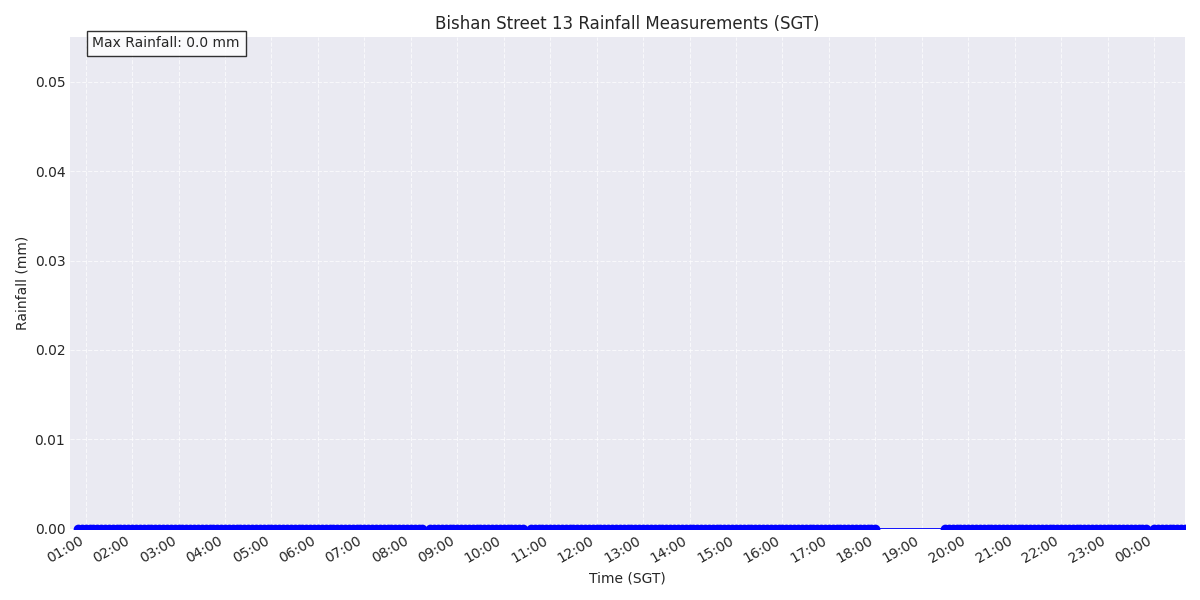 Bishan Street 13 Rainfall Measurements (SGT)
Max Rainfall: 0.0 mm
Rainfall (mm)
0.05
0.04
0.03
0.02
0.01
0.00
01:00 02:00 03:00 04:00 05:00 06:00 07:00 08:00 09:00 10:00 11:00 12:00 13:00 14:00 15:00 16:00 17:00 18:00 19:00 20:00 21:00 22:00 23:00 00:00
Time (SGT)